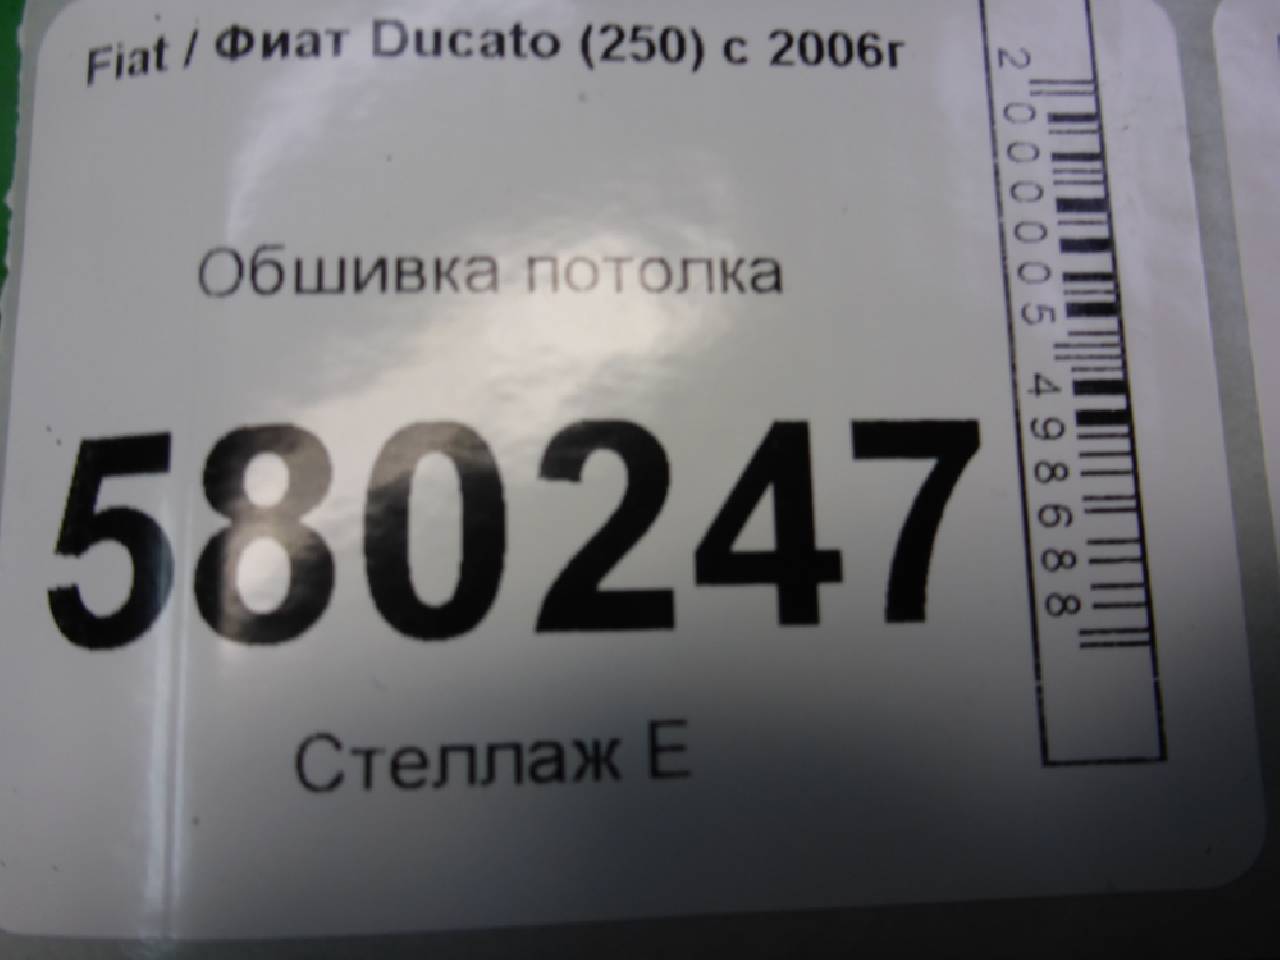 Fiat / Фиат Ducato (250) с 2006г
Обшивка потолка
580247
Стеллаж Е
2000005498688